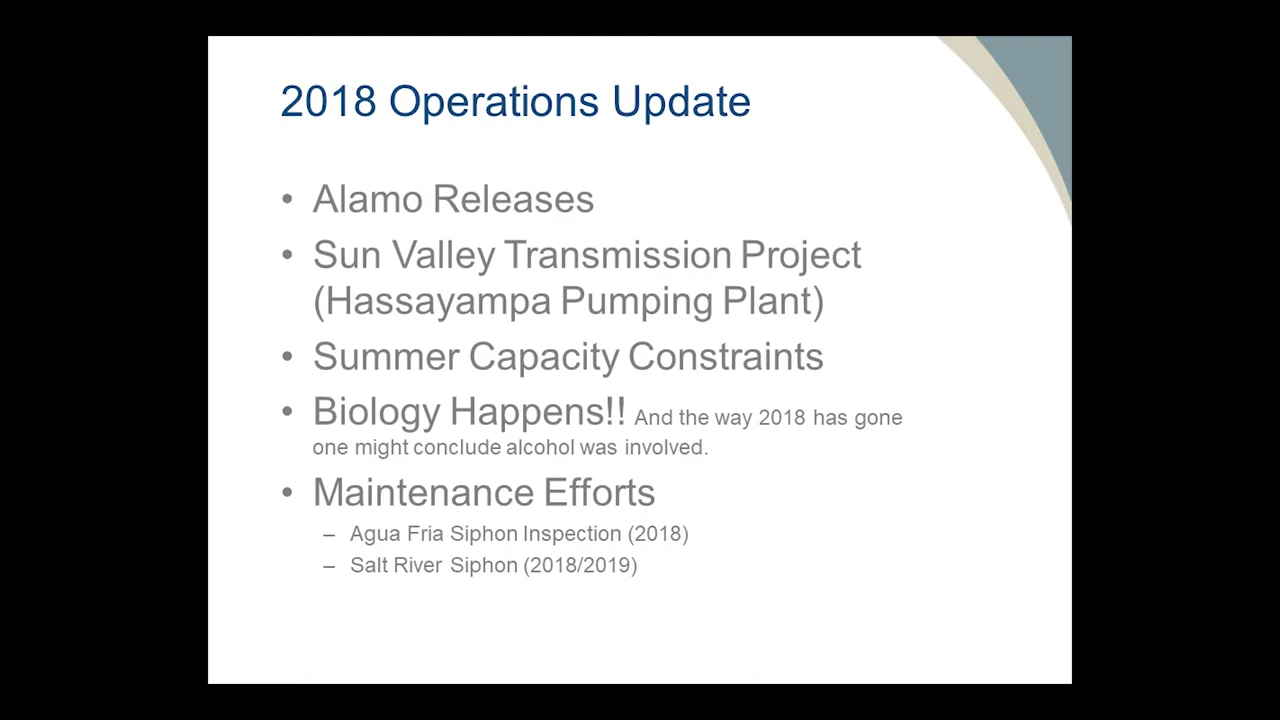 2018 Operations Update
• Alamo Releases
• Sun Valley Transmission Project
(Hassayampa Pumping Plant)
• Summer Capacity Constraints
• Biology Happens!! And the way 2018 has gone
one might conclude alcohol was involved.
• Maintenance Efforts
– Agua Fria Siphon Inspection (2018)
– Salt River Siphon (2018/2019)